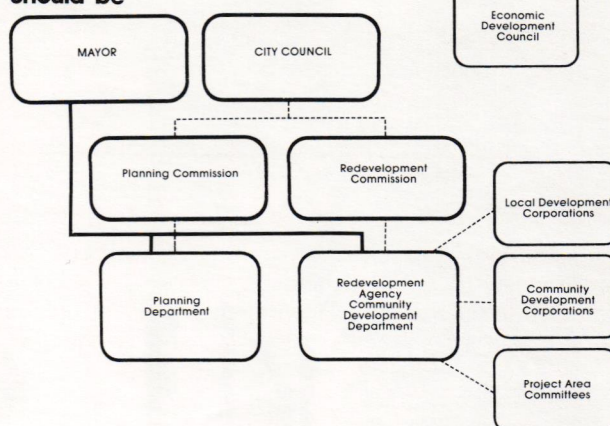 should be
MAYOR
CITY COUNCIL
Economic
Development
Council
Planning Commission
Redevelopment
Commission
Local Development
Corporations
Planning
Department
Redevelopment
Agency
Community
Development
Department
Community
Development
Corporations
Project Area
Committees